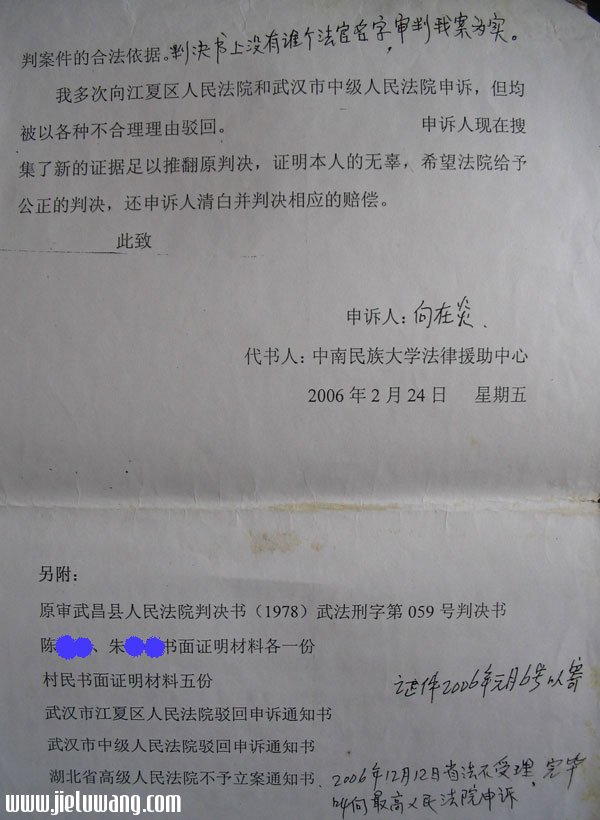 判案件的合法依据。判决书上没有谁个法官签字,审判我案为实。
我多次向江夏区人民法院和武汉市中级人民法院申诉，但均
被以各种不合理理由驳回。 申诉人现在搜
集了新的证据足以推翻原判决，证明本人的无辜，希望法院给予
公正的判决，还申诉人清白并判决相应的赔偿。
此致
申诉人：向在炎、
代书人：中南民族大学法律援助中心
2006 年 2 月 24 日 星期五
另附：
原审武昌县人民法院判决书（1978）武法刑字第 059 号判决书
陈、朱书面证明材料各一份
村民书面证明材料五份
证件2006年元月6号以寄
武汉市江夏区人民法院驳回申诉通知书
武汉市中级人民法院驳回申诉通知书
湖北省高级人民法院不予立案通知书、2006年12月12日省法不受理,完毕
叫向最高人民法院申诉
www.jieluwang.com